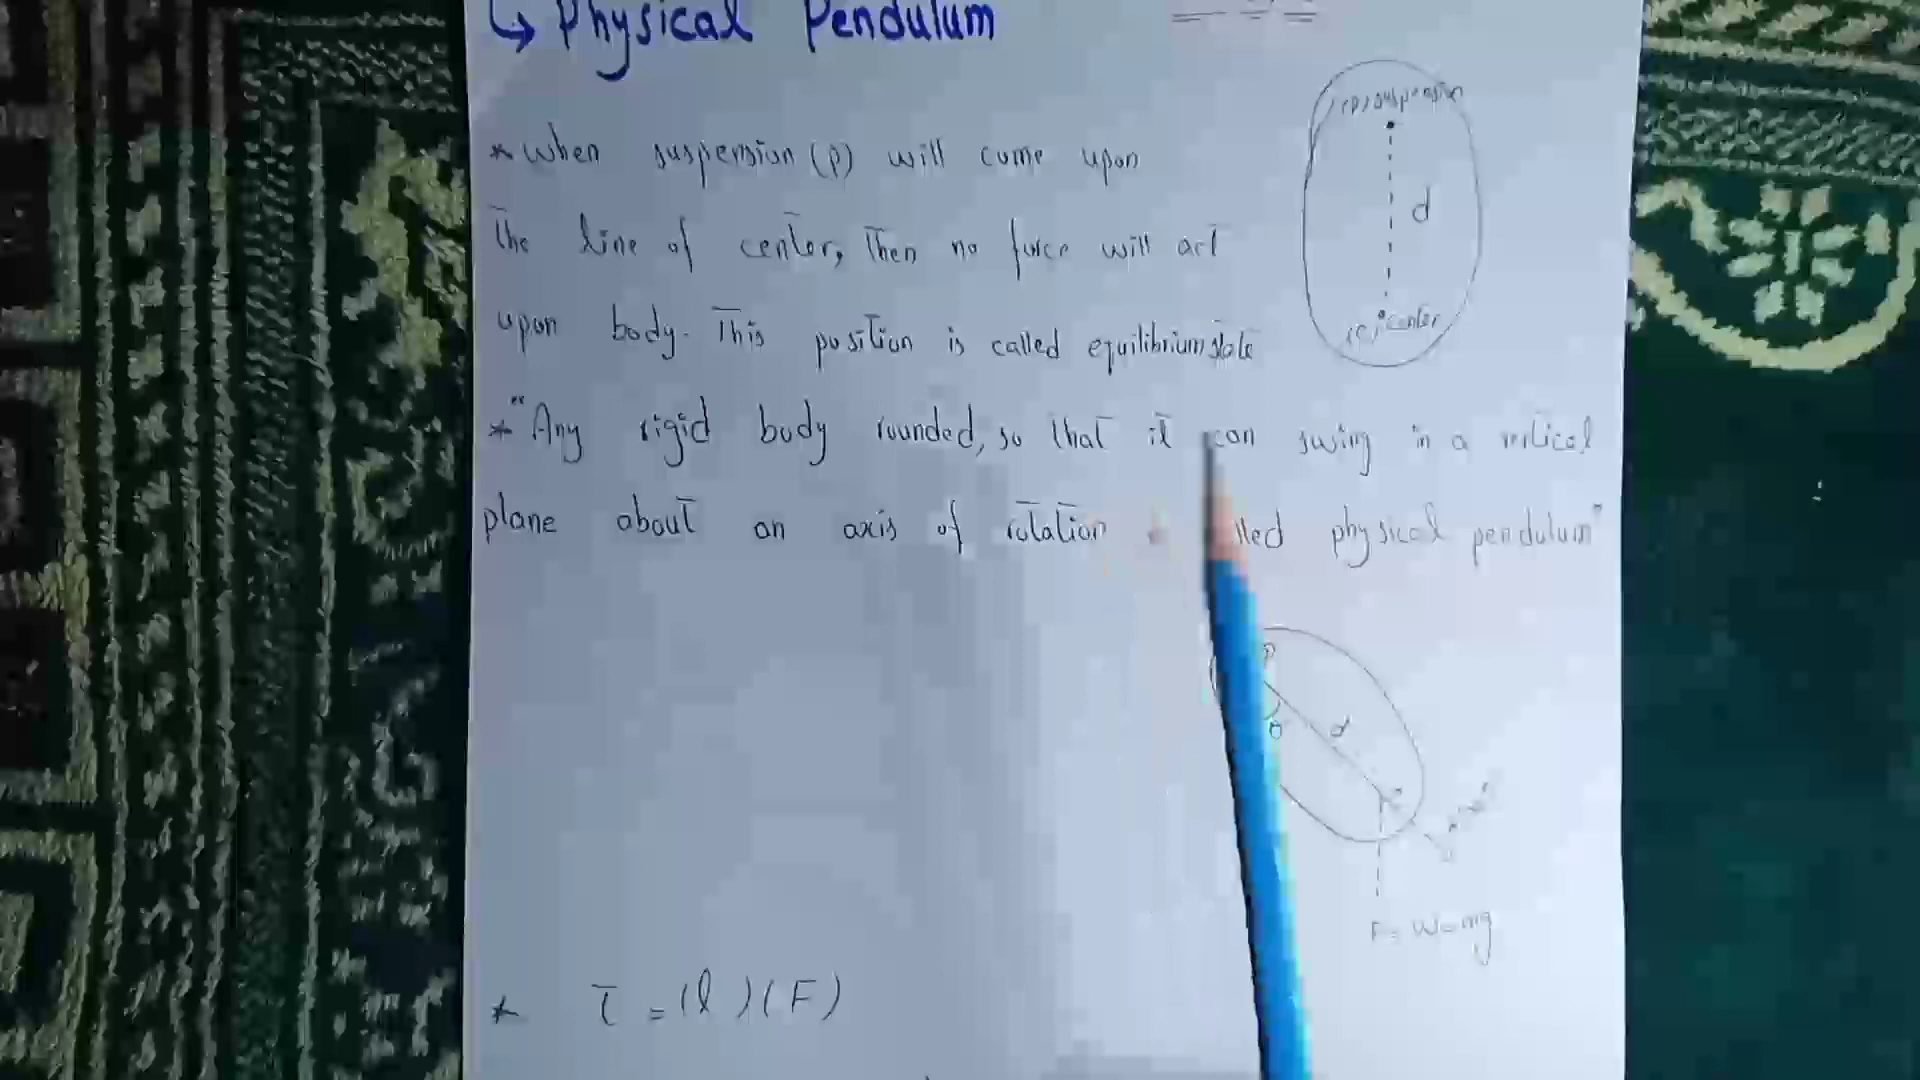 ↳ Physical Pendulum
(P) suspension
* when suspension (P) will come upon
the line of center, Then no force will act
d
upon body. This position is called equilibrium state
(c) center
* "Any rigid body rounded, so that it can swing in a vertical
plane about an axis of rotation physical pendulum"
P
θ d
F = W = mg
* τ = (l)(F)